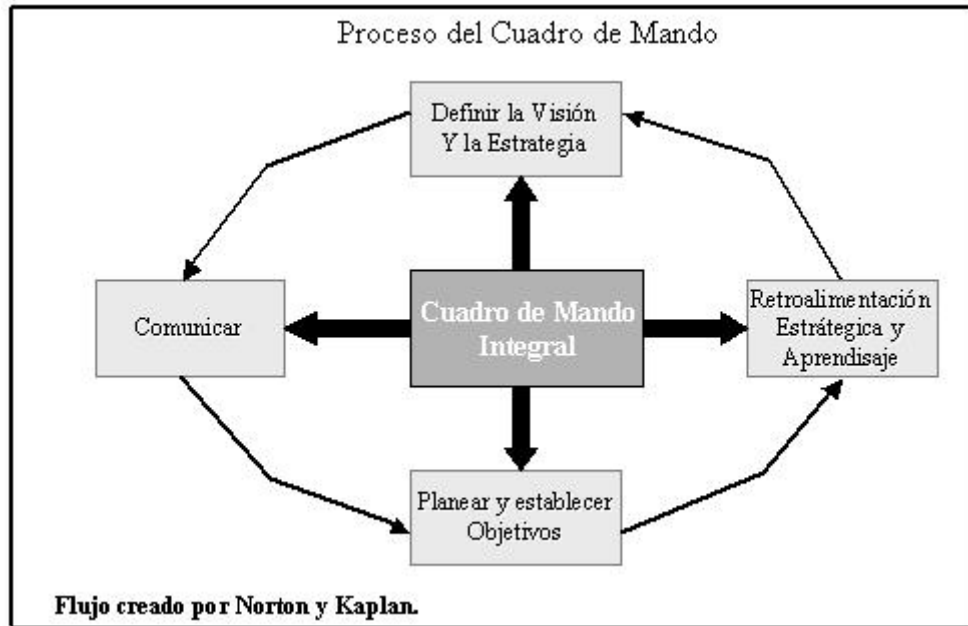 Proceso del Cuadro de Mando
Definir la Visión
Y la Estrategia
Comunicar
Cuadro de Mando
Integral
Retroalimentación
Estrátegica y
Aprendisaje
Planear y establecer
Objetivos
Flujo creado por Norton y Kaplan.